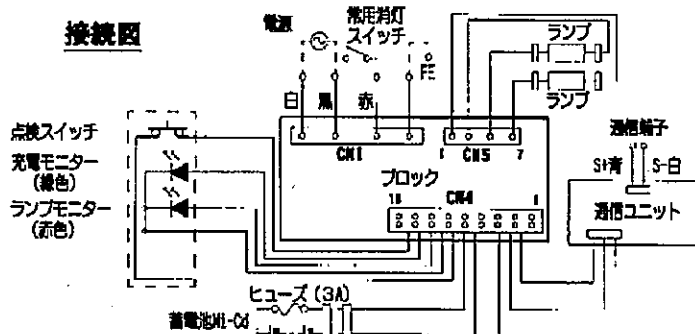 接続図
電源
常用消灯
スイッチ
ランプ
FE
白
黒
赤
ランプ
点検スイッチ
充電モニター
(緑色)
ランプモニター
(赤色)
CN1
CN5
7
通信端子
S+青
S-白
ブロック
CN4
通信ユニット
ヒューズ (3A)
蓄電池Ni-Cd